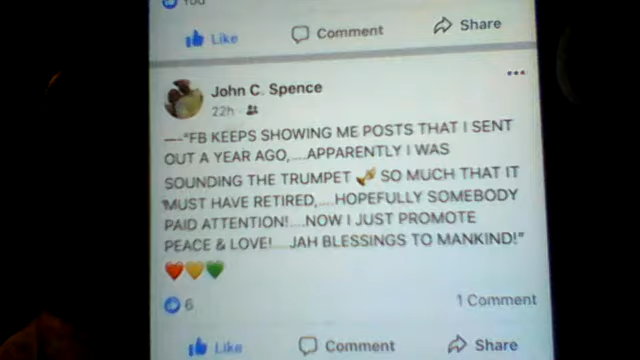 You
Like Comment Share
John C. Spence
22h
—-"FB KEEPS SHOWING ME POSTS THAT I SENT
OUT A YEAR AGO,....APPARENTLY I WAS
SOUNDING THE TRUMPET 🎺 SO MUCH THAT IT
MUST HAVE RETIRED,....HOPEFULLY SOMEBODY
PAID ATTENTION!....NOW I JUST PROMOTE
PEACE & LOVE!....JAH BLESSINGS TO MANKIND!"
❤️💛💚
6 1 Comment
Like Comment Share